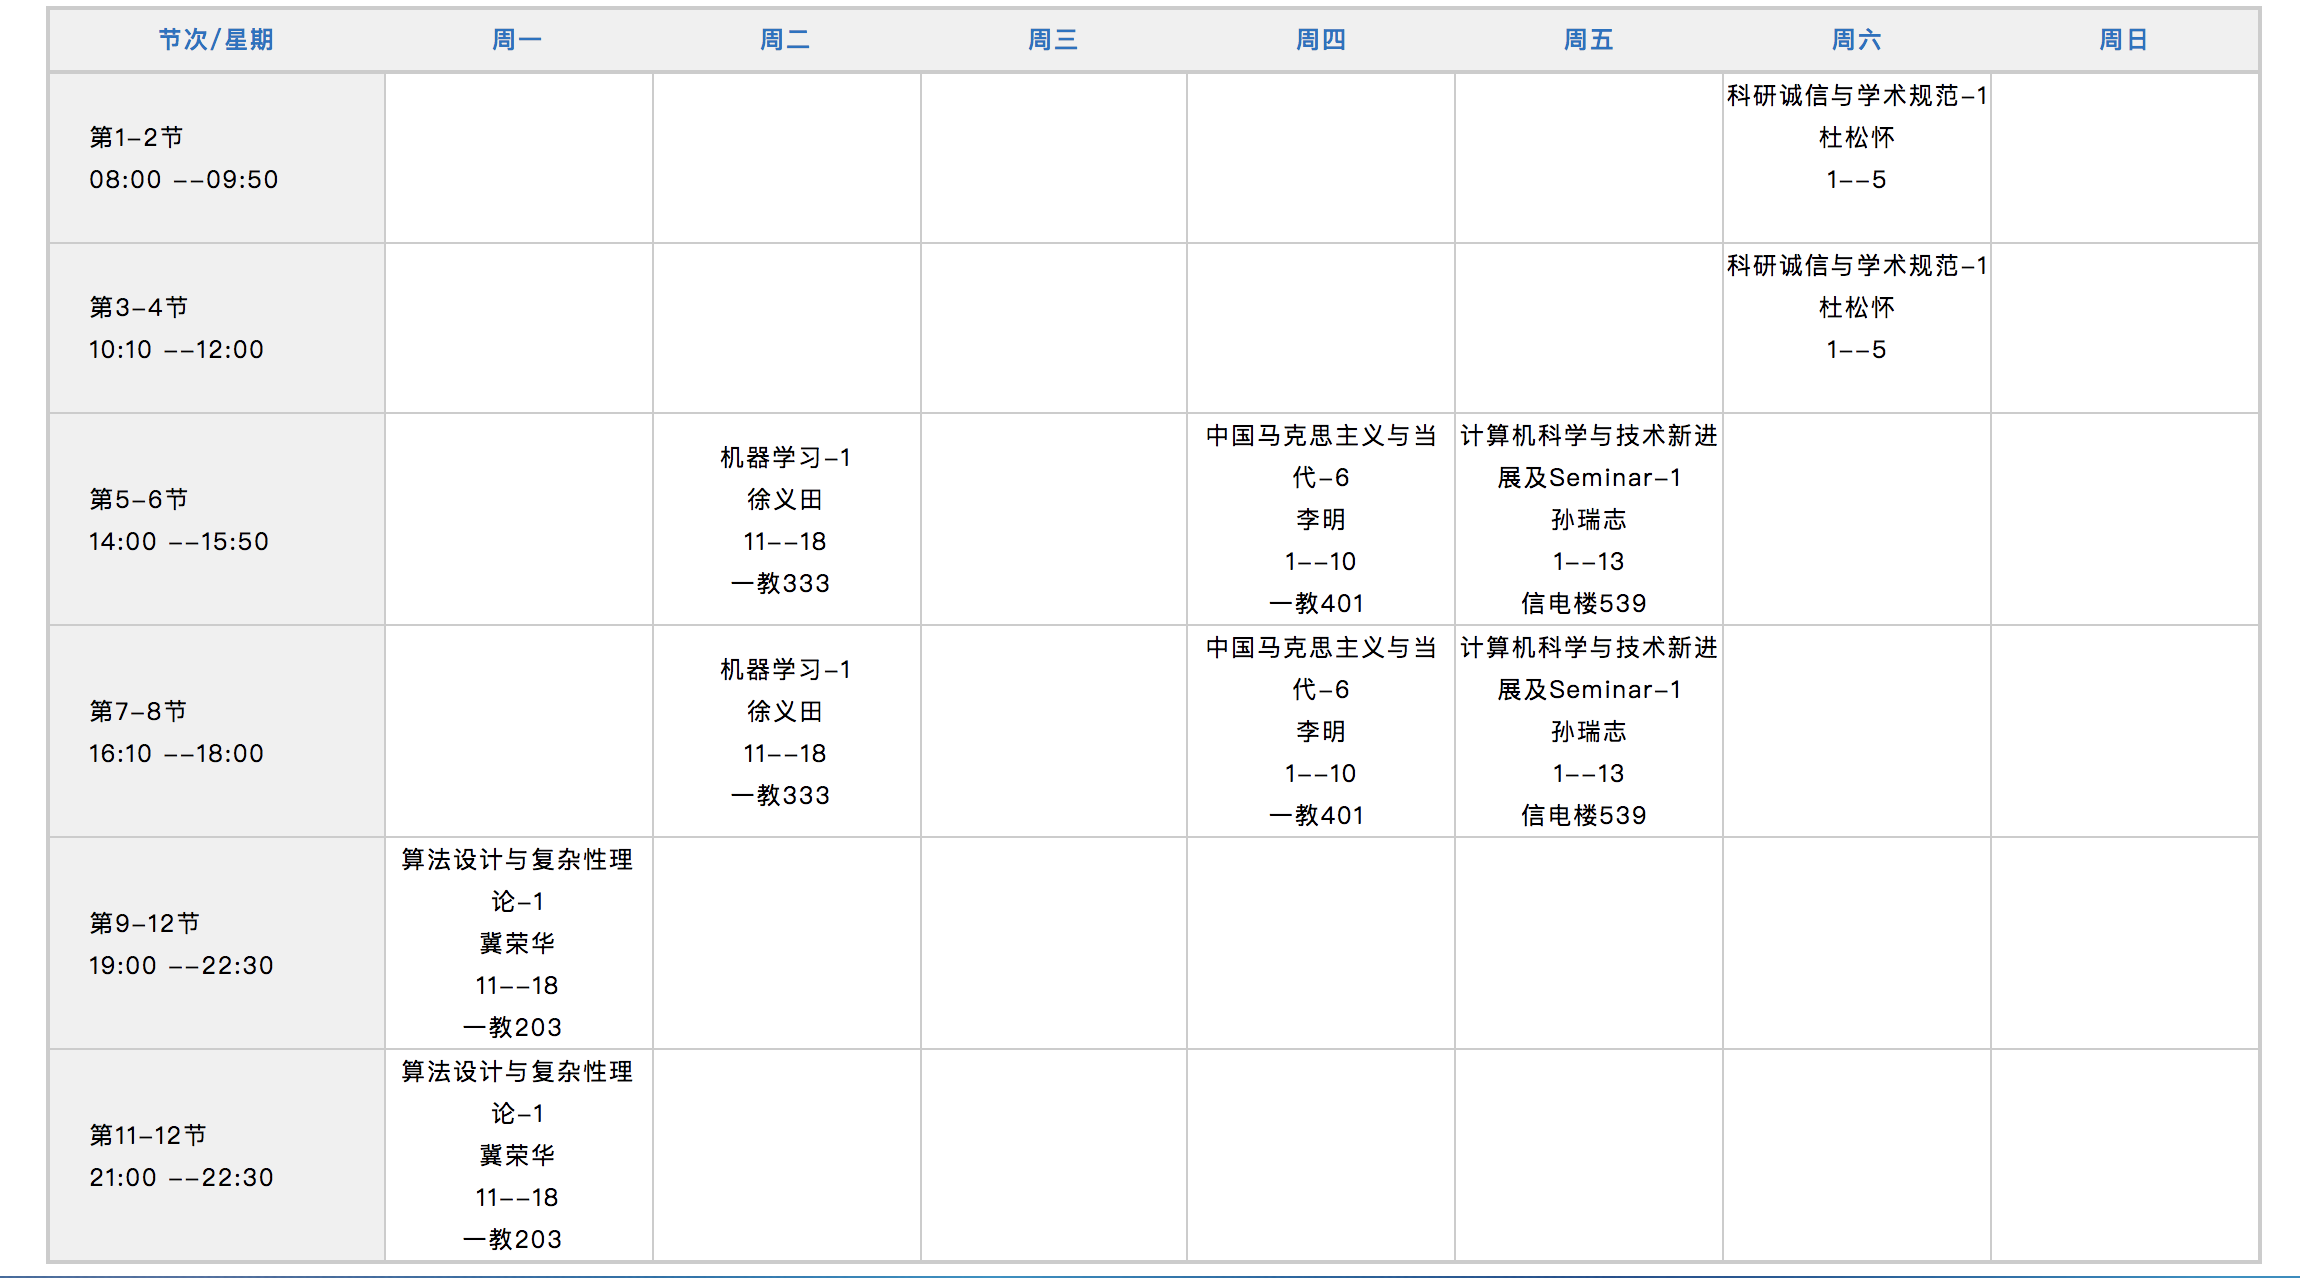 节次/星期
周一
周二
周三
周四
周五
周六
周日
第1-2节
08:00 --09:50
科研诚信与学术规范-1
杜松怀
1--5
第3-4节
10:10 --12:00
科研诚信与学术规范-1
杜松怀
1--5
第5-6节
14:00 --15:50
机器学习-1
徐义田
11--18
一教333
中国马克思主义与当
代-6
李明
1--10
一教401
计算机科学与技术新进
展及Seminar-1
孙瑞志
1--13
信电楼539
第7-8节
16:10 --18:00
机器学习-1
徐义田
11--18
一教333
中国马克思主义与当
代-6
李明
1--10
一教401
计算机科学与技术新进
展及Seminar-1
孙瑞志
1--13
信电楼539
第9-12节
19:00 --22:30
算法设计与复杂性理
论-1
冀荣华
11--18
一教203
第11-12节
21:00 --22:30
算法设计与复杂性理
论-1
冀荣华
11--18
一教203